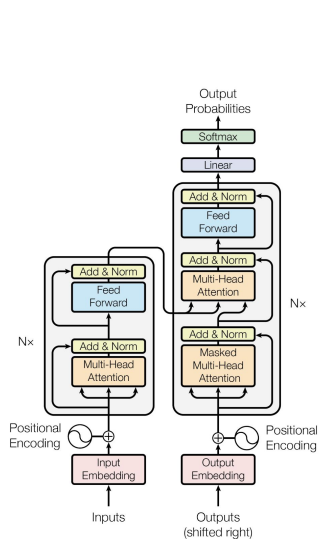 Output
Probabilities
Softmax
Linear
Add & Norm
Feed
Forward
Add & Norm
Multi-Head
Attention
Add & Norm
Masked
Multi-Head
Attention
Nx
Add & Norm
Feed
Forward
Nx
Add & Norm
Multi-Head
Attention
Positional
Encoding
Positional
Encoding
Input
Embedding
Output
Embedding
Inputs
Outputs
(shifted right)